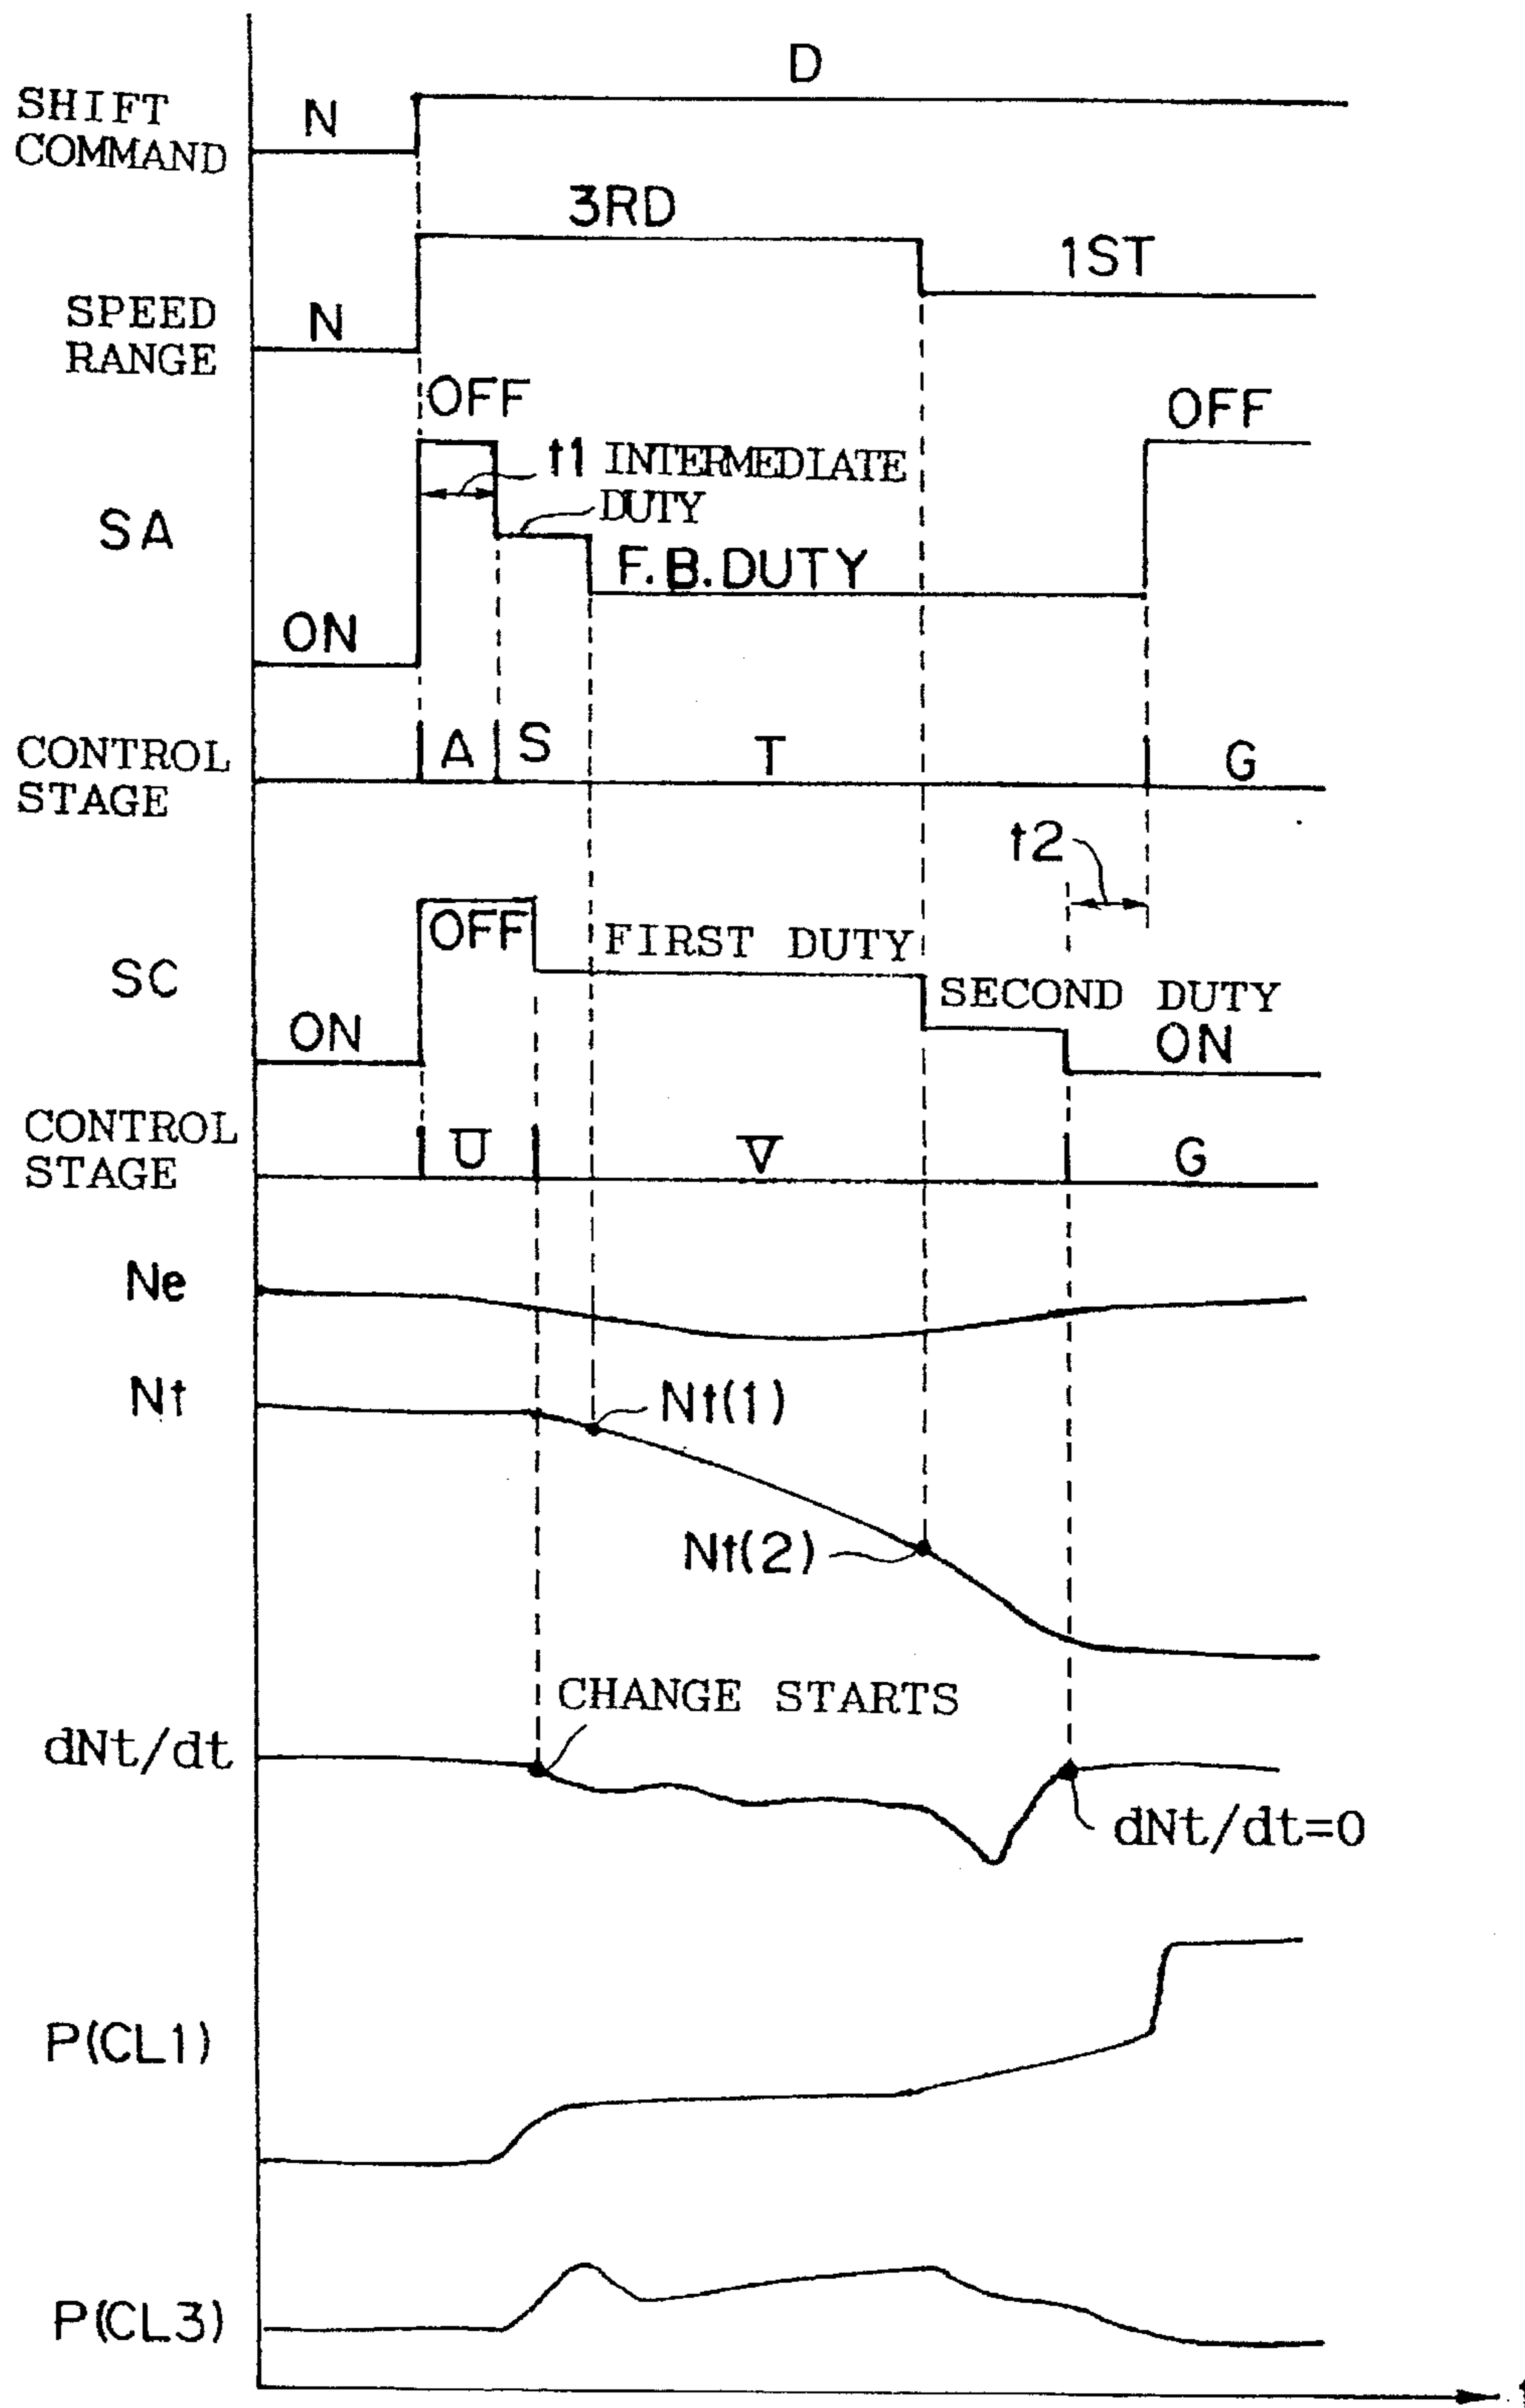 D
SHIFT
COMMAND
N
3RD
1ST
SPEED
RANGE
N
OFF
OFF
t1 INTERMEDIATE
DUTY
SA
F.B.DUTY
ON
CONTROL
STAGE
A
S
T
G
t2
OFF
FIRST DUTY
SC
SECOND DUTY
ON
ON
CONTROL
STAGE
U
V
G
Ne
Nt
Nt(1)
Nt(2)
CHANGE STARTS
dNt/dt
dNt/dt=0
P(CL1)
P(CL3)
t